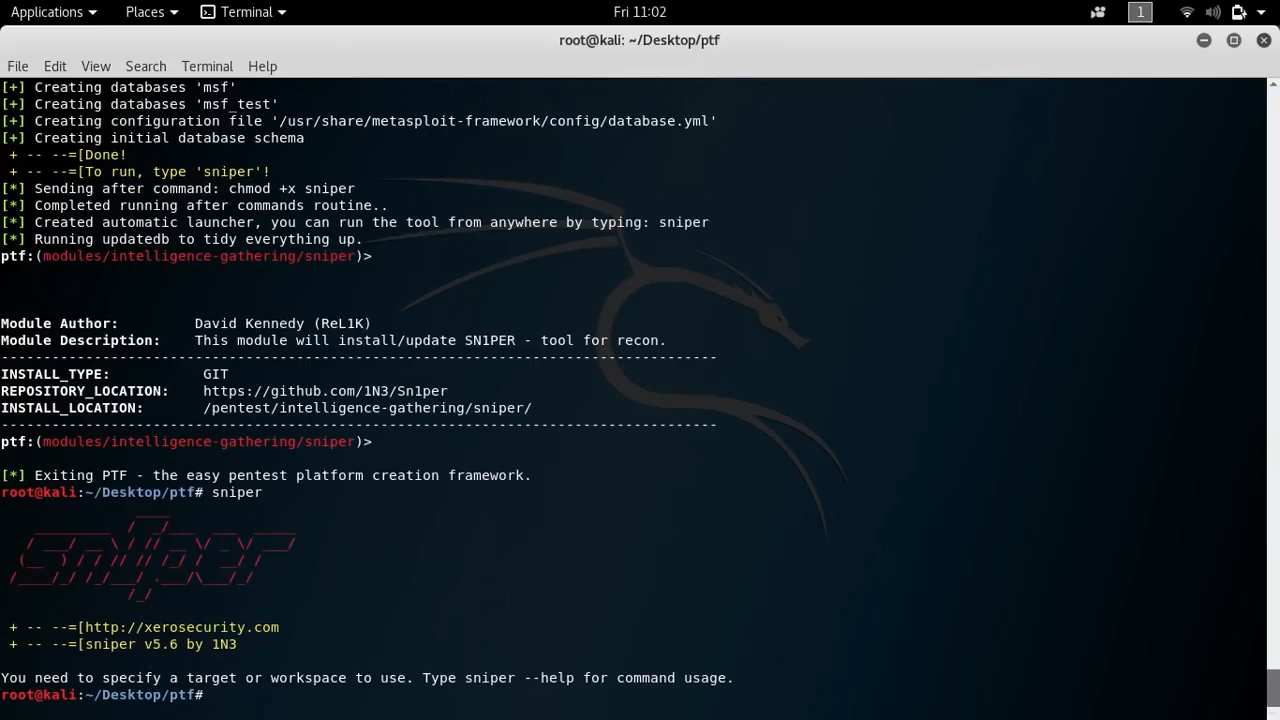 Applications Places Terminal Fri 11:02 1
root@kali: ~/Desktop/ptf
File Edit View Search Terminal Help
[+] Creating databases 'msf'
[+] Creating databases 'msf_test'
[+] Creating configuration file '/usr/share/metasploit-framework/config/database.yml'
[+] Creating initial database schema
+ -- --=[Done!
+ -- --=[To run, type 'sniper'!
[*] Sending after command: chmod +x sniper
[*] Completed running after commands routine..
[*] Created automatic launcher, you can run the tool from anywhere by typing: sniper
[*] Running updatedb to tidy everything up.
ptf:(modules/intelligence-gathering/sniper)>
Module Author: David Kennedy (ReL1K)
Module Description: This module will install/update SN1PER - tool for recon.
-------------------------------------------------------------------------------------
INSTALL_TYPE: GIT
REPOSITORY_LOCATION: https://github.com/1N3/Sn1per
INSTALL_LOCATION: /pentest/intelligence-gathering/sniper/
-------------------------------------------------------------------------------------
ptf:(modules/intelligence-gathering/sniper)>
[*] Exiting PTF - the easy pentest platform creation framework.
root@kali:~/Desktop/ptf# sniper
sniper
+ -- --=[http://xerosecurity.com
+ -- --=[sniper v5.6 by 1N3
You need to specify a target or workspace to use. Type sniper --help for command usage.
root@kali:~/Desktop/ptf#